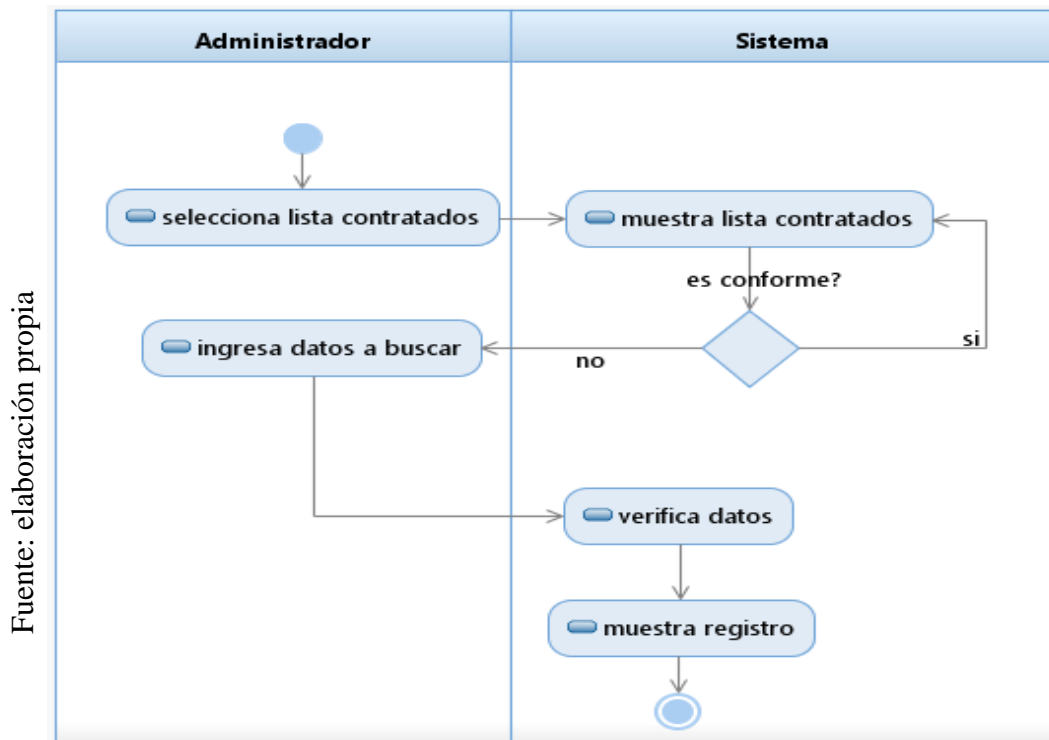 Administrador
Sistema
selecciona lista contratados
muestra lista contratados
es conforme?
ingresa datos a buscar
no
si
verifica datos
muestra registro
Fuente: elaboración propia